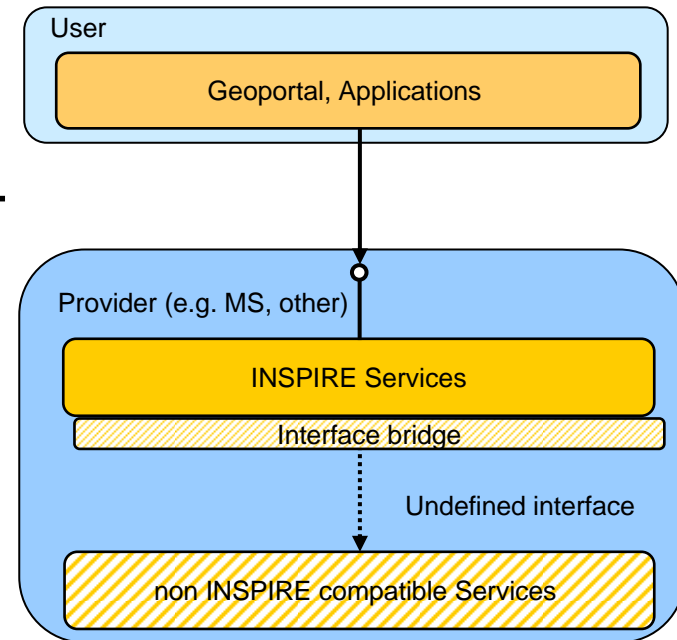 User
Geoportal, Applications
Provider (e.g. MS, other)
INSPIRE Services
Interface bridge
Undefined interface
non INSPIRE compatible Services